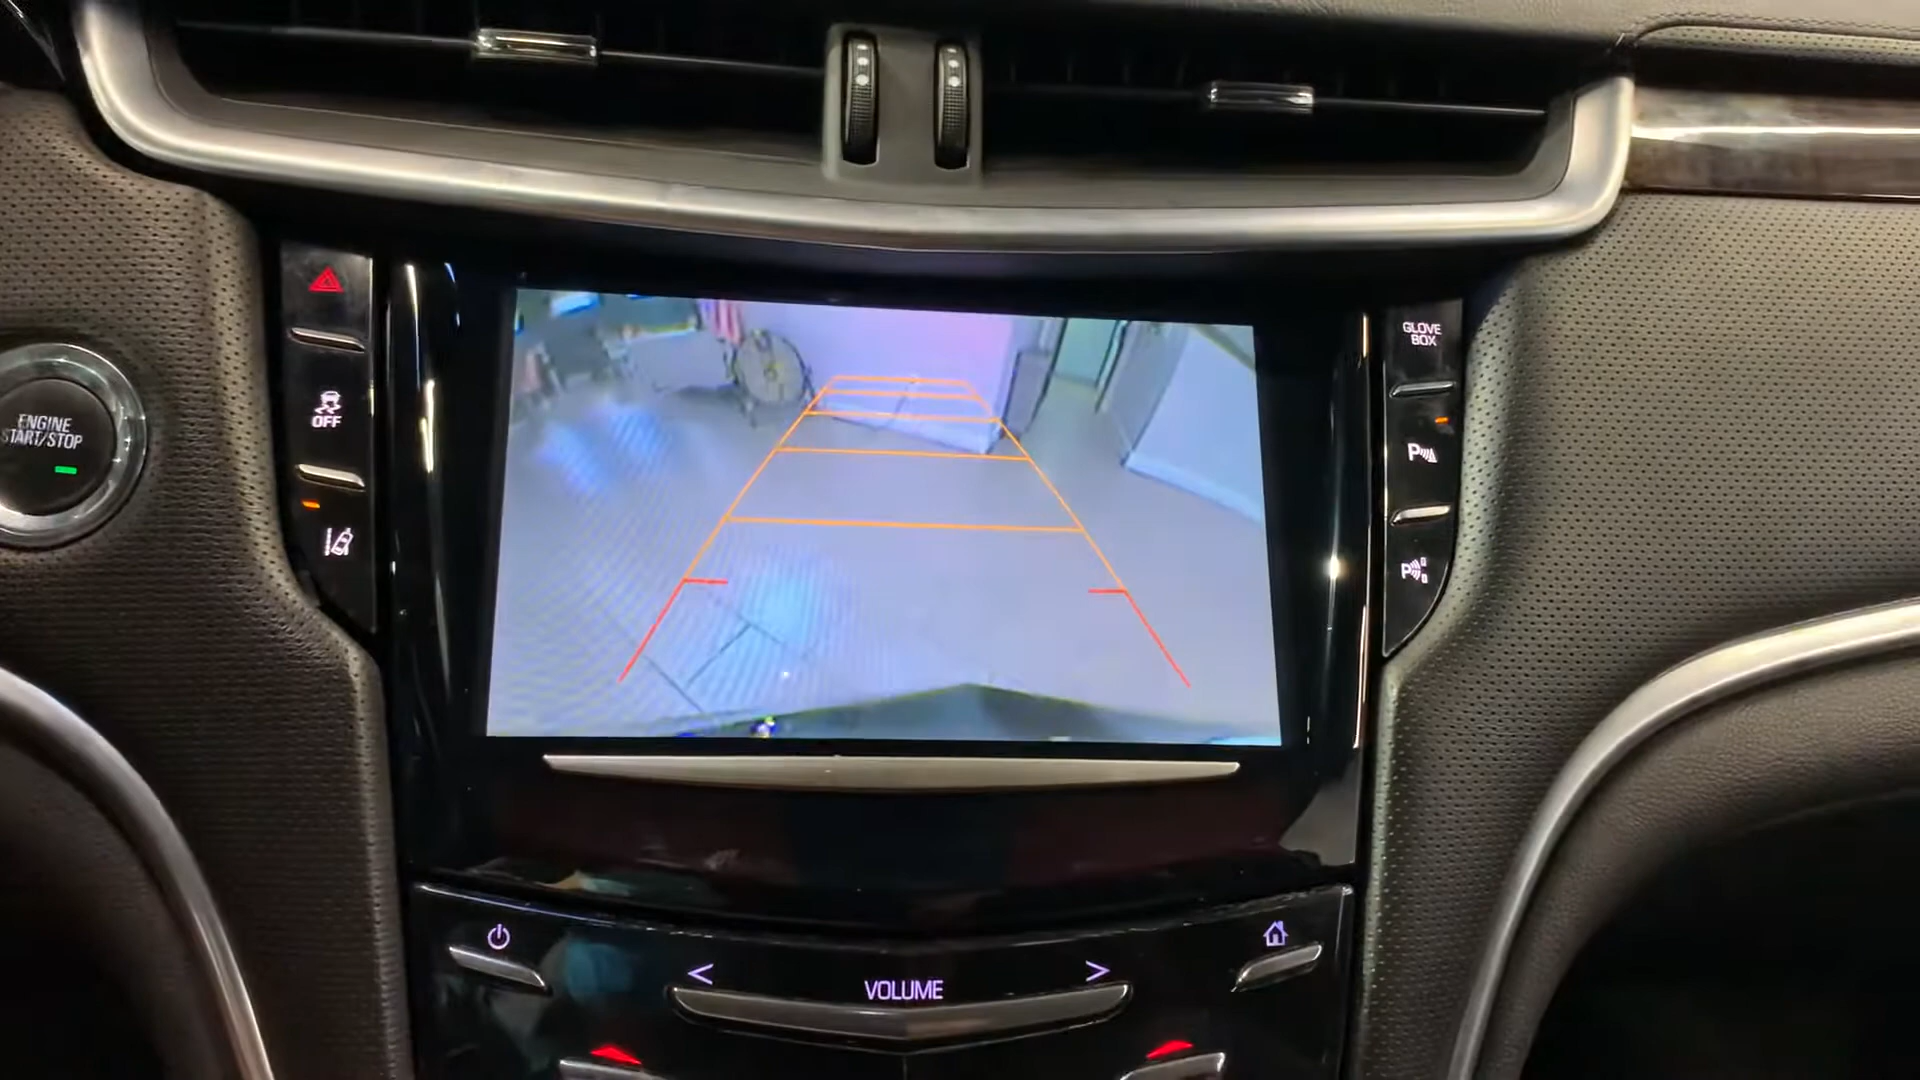 GLOVE
BOX
OFF
ENGINE
START/STOP
P
P
< VOLUME >